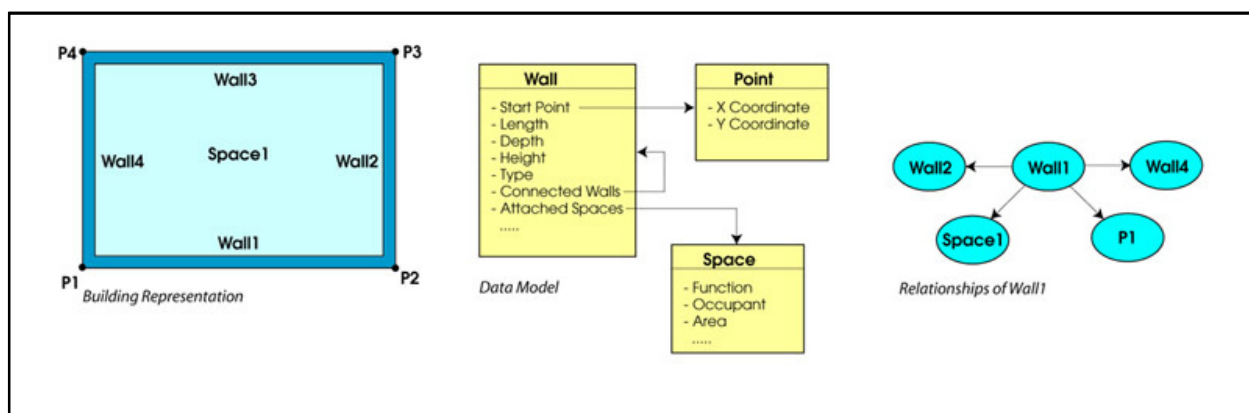 P4
P3
Wall3
Wall4
Space1
Wall2
Wall1
P1
P2
Building Representation
Wall
- Start Point
- Length
- Depth
- Height
- Type
- Connected Walls
- Attached Spaces
.....
Point
- X Coordinate
- Y Coordinate
Space
- Function
- Occupant
- Area
.....
Data Model
Wall2
Wall1
Wall4
Space1
P1
Relationships of Wall1